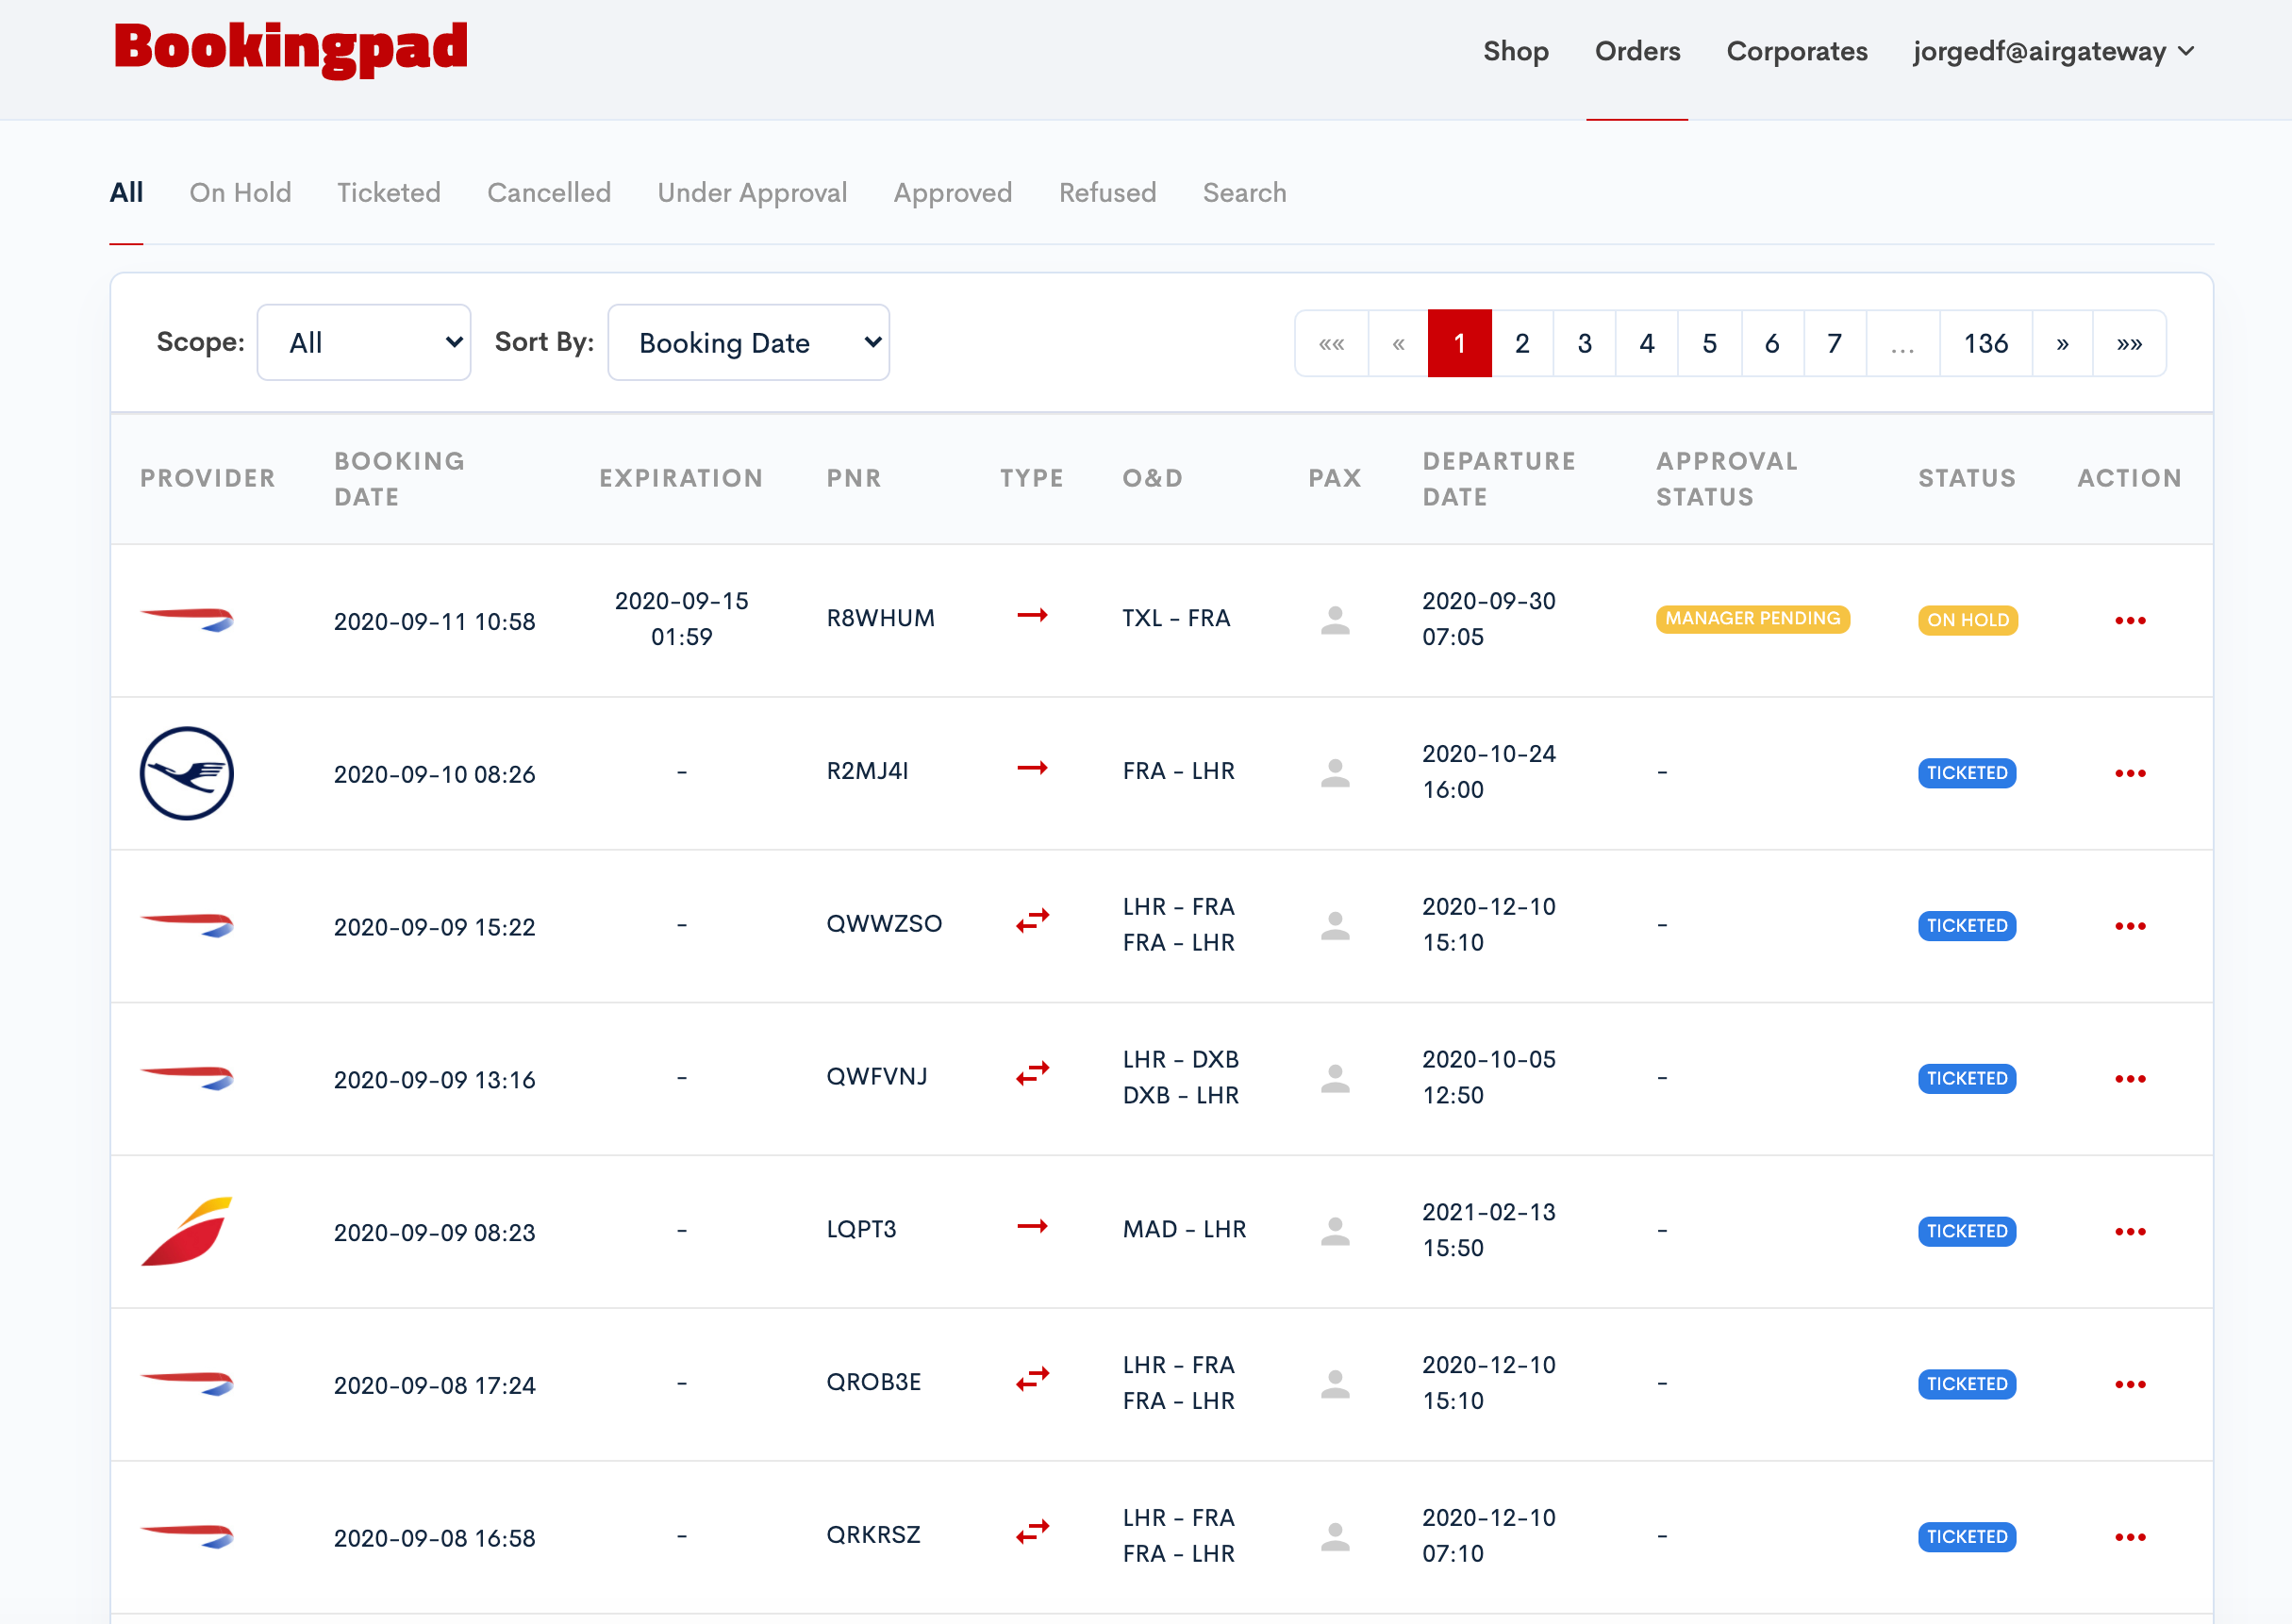 Bookingpad
Shop Orders Corporates jorgedf@airgateway
All On Hold Ticketed Cancelled Under Approval Approved Refused Search
Scope: All Sort By: Booking Date «« « 1 2 3 4 5 6 7 ... 136 » »»
PROVIDER BOOKING DATE EXPIRATION PNR TYPE O&D PAX DEPARTURE DATE APPROVAL STATUS STATUS ACTION
2020-09-11 10:58 2020-09-15 01:59 R8WHUM TXL - FRA 2020-09-30 07:05 MANAGER PENDING ON HOLD
2020-09-10 08:26 - R2MJ4I FRA - LHR 2020-10-24 16:00 - TICKETED
2020-09-09 15:22 - QWWZSO LHR - FRA FRA - LHR 2020-12-10 15:10 - TICKETED
2020-09-09 13:16 - QWFVNJ LHR - DXB DXB - LHR 2020-10-05 12:50 - TICKETED
2020-09-09 08:23 - LQPT3 MAD - LHR 2021-02-13 15:50 - TICKETED
2020-09-08 17:24 - QROB3E LHR - FRA FRA - LHR 2020-12-10 15:10 - TICKETED
2020-09-08 16:58 - QRKRSZ LHR - FRA FRA - LHR 2020-12-10 07:10 - TICKETED